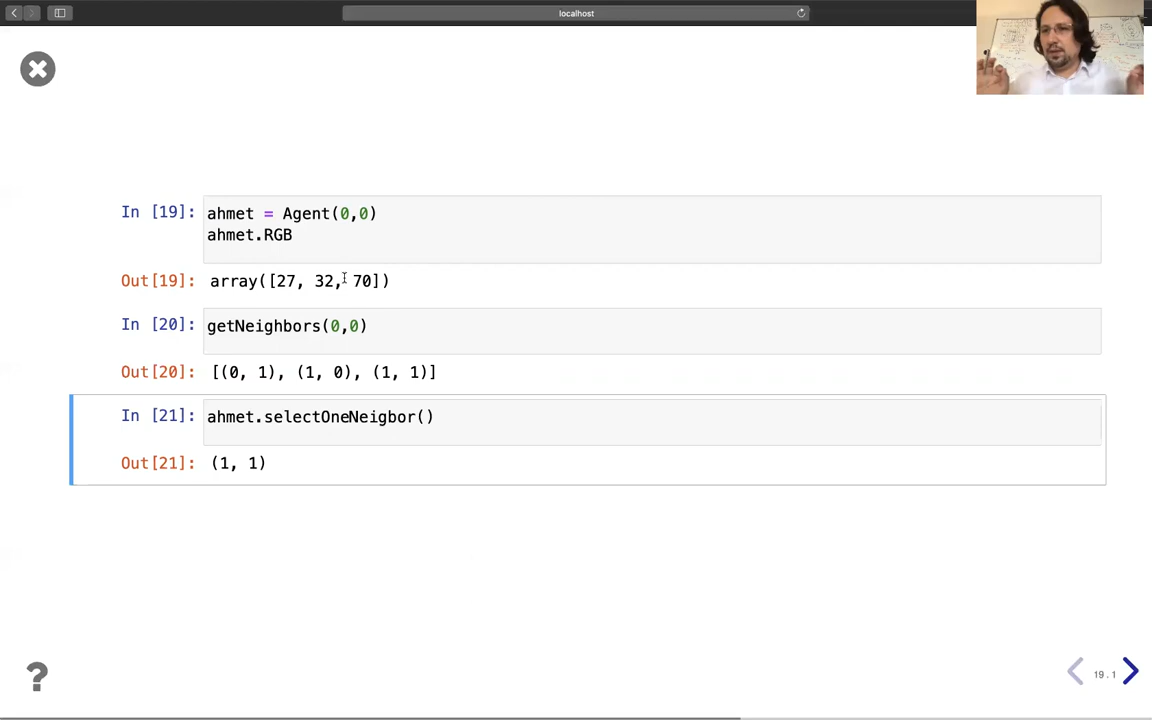 localhost
In [19]: ahmet = Agent(0,0)
ahmet.RGB
Out[19]: array([27, 32, 70])
In [20]: getNeighbors(0,0)
Out[20]: [(0, 1), (1, 0), (1, 1)]
In [21]: ahmet.selectOneNeigbor()
Out[21]: (1, 1)
?
19.1